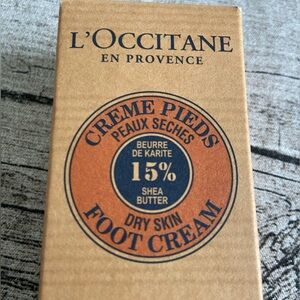 L'OCCITANE
EN PROVENCE
CREME PIEDS
PEAUX SECHES
BEURRE
DE KARITE
15%
SHEA
BUTTER
DRY SKIN
FOOT CREAM